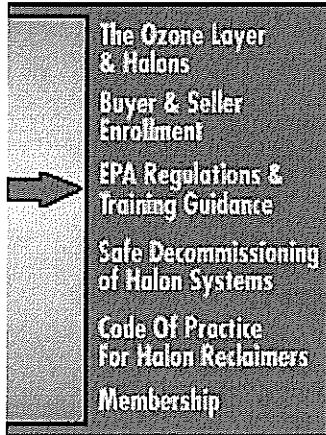 The Ozone Layer
& Halons
Buyer & Seller
Enrollment
EPA Regulations &
Training Guidance
Safe Decommissioning
of Halon Systems
Code Of Practice
For Halon Reclaimers
Membership